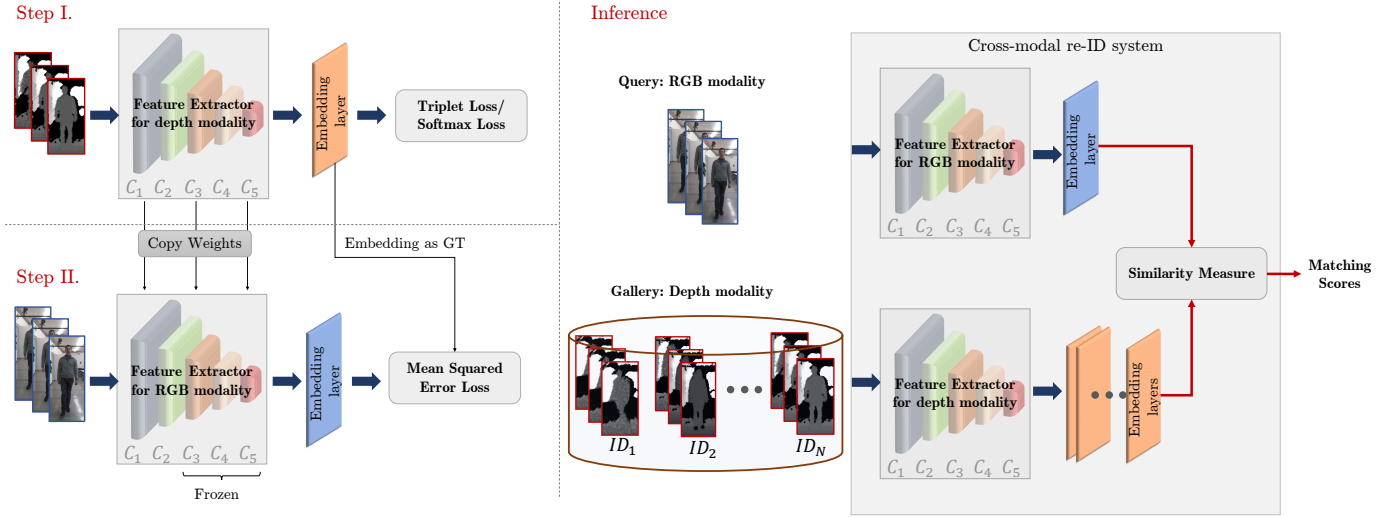 Step I.
Feature Extractor
for depth modality
C1 C2 C3 C4 C5
Embedding
layer
Triplet Loss/
Softmax Loss
Copy Weights
Embedding as GT
Step II.
Feature Extractor
for RGB modality
C1 C2 C3 C4 C5
Frozen
Embedding
layer
Mean Squared
Error Loss
Inference
Cross-modal re-ID system
Query: RGB modality
Feature Extractor
for RGB modality
C1 C2 C3 C4 C5
Embedding
layer
Similarity Measure
Matching
Scores
Gallery: Depth modality
ID1 ID2 IDN
Feature Extractor
for depth modality
C1 C2 C3 C4 C5
Embedding
layers